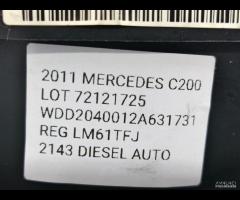 2011 MERCEDES C200
LOT 72121725
WDD2040012A631731
REG LM61TFJ
2143 DIESEL AUTO